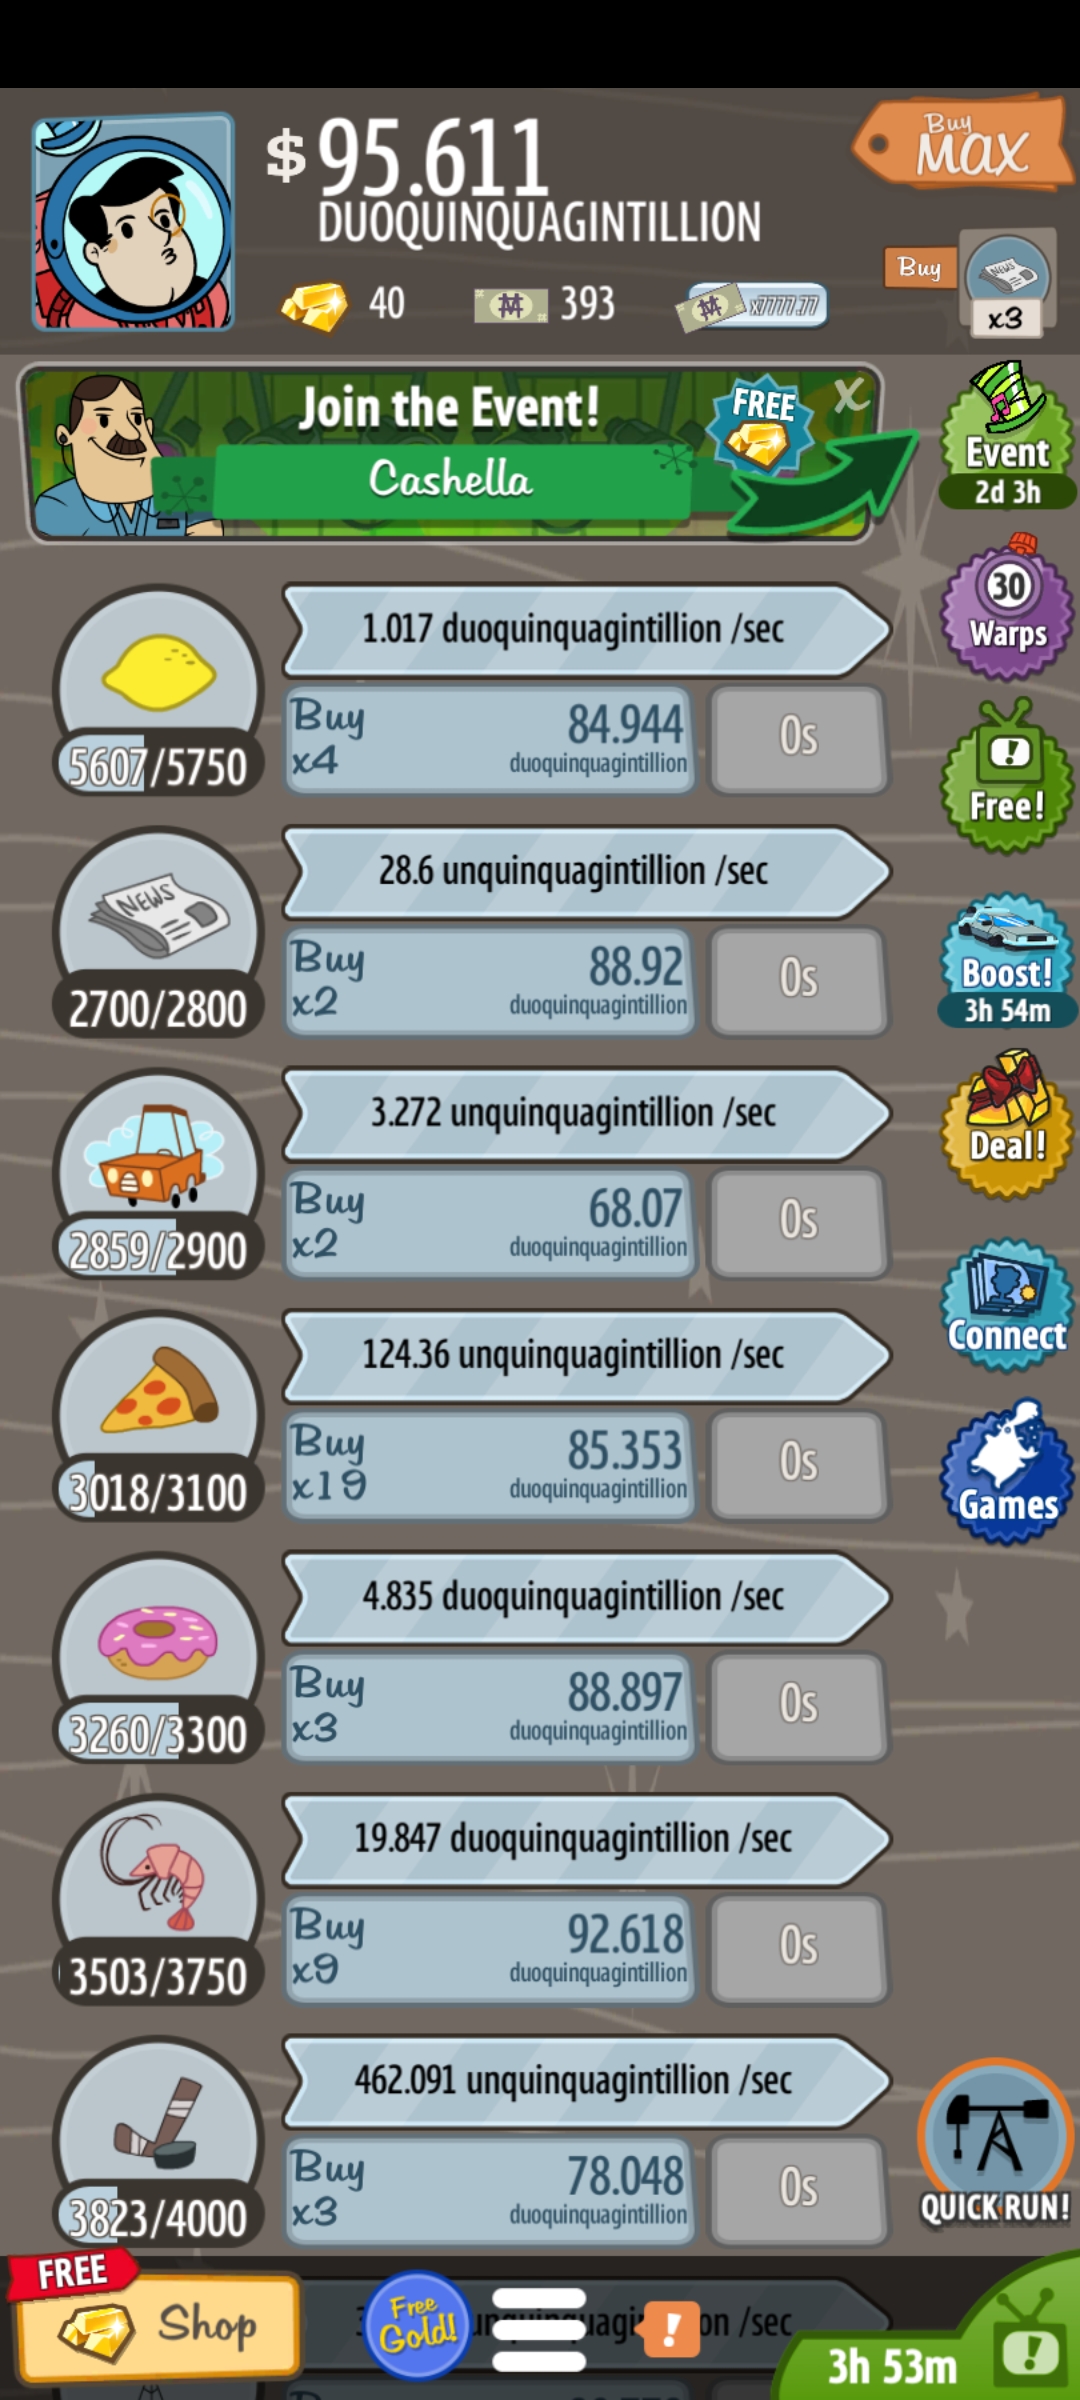 $95.611
DUOQUINQUAGINTILLION
Buy
MAX
40
393
x7777.77
Buy
NEWS
x3
Join the Event!
Cashella
FREE
X
Event
2d 3h
30
Warps
Free!
Boost!
3h 54m
Deal!
Connect
Games
1.017 duoquinquagintillion /sec
5607/5750
Buy
x4
84.944
duoquinquagintillion
0s
28.6 unquinquagintillion /sec
NEWS
2700/2800
Buy
x2
88.92
duoquinquagintillion
0s
3.272 unquinquagintillion /sec
2859/2900
Buy
x2
68.07
duoquinquagintillion
0s
124.36 unquinquagintillion /sec
3018/3100
Buy
x19
85.353
duoquinquagintillion
0s
4.835 duoquinquagintillion /sec
3260/3300
Buy
x3
88.897
duoquinquagintillion
0s
19.847 duoquinquagintillion /sec
3503/3750
Buy
x9
92.618
duoquinquagintillion
0s
462.091 unquinquagintillion /sec
3823/4000
Buy
x3
78.048
duoquinquagintillion
0s
QUICK RUN!
FREE
Shop
Free
Gold!
!
/sec
3h 53m